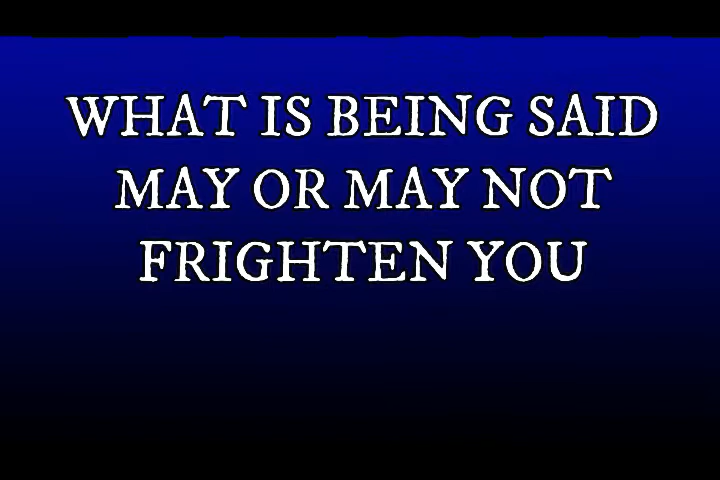 WHAT IS BEING SAID
MAY OR MAY NOT
FRIGHTEN YOU